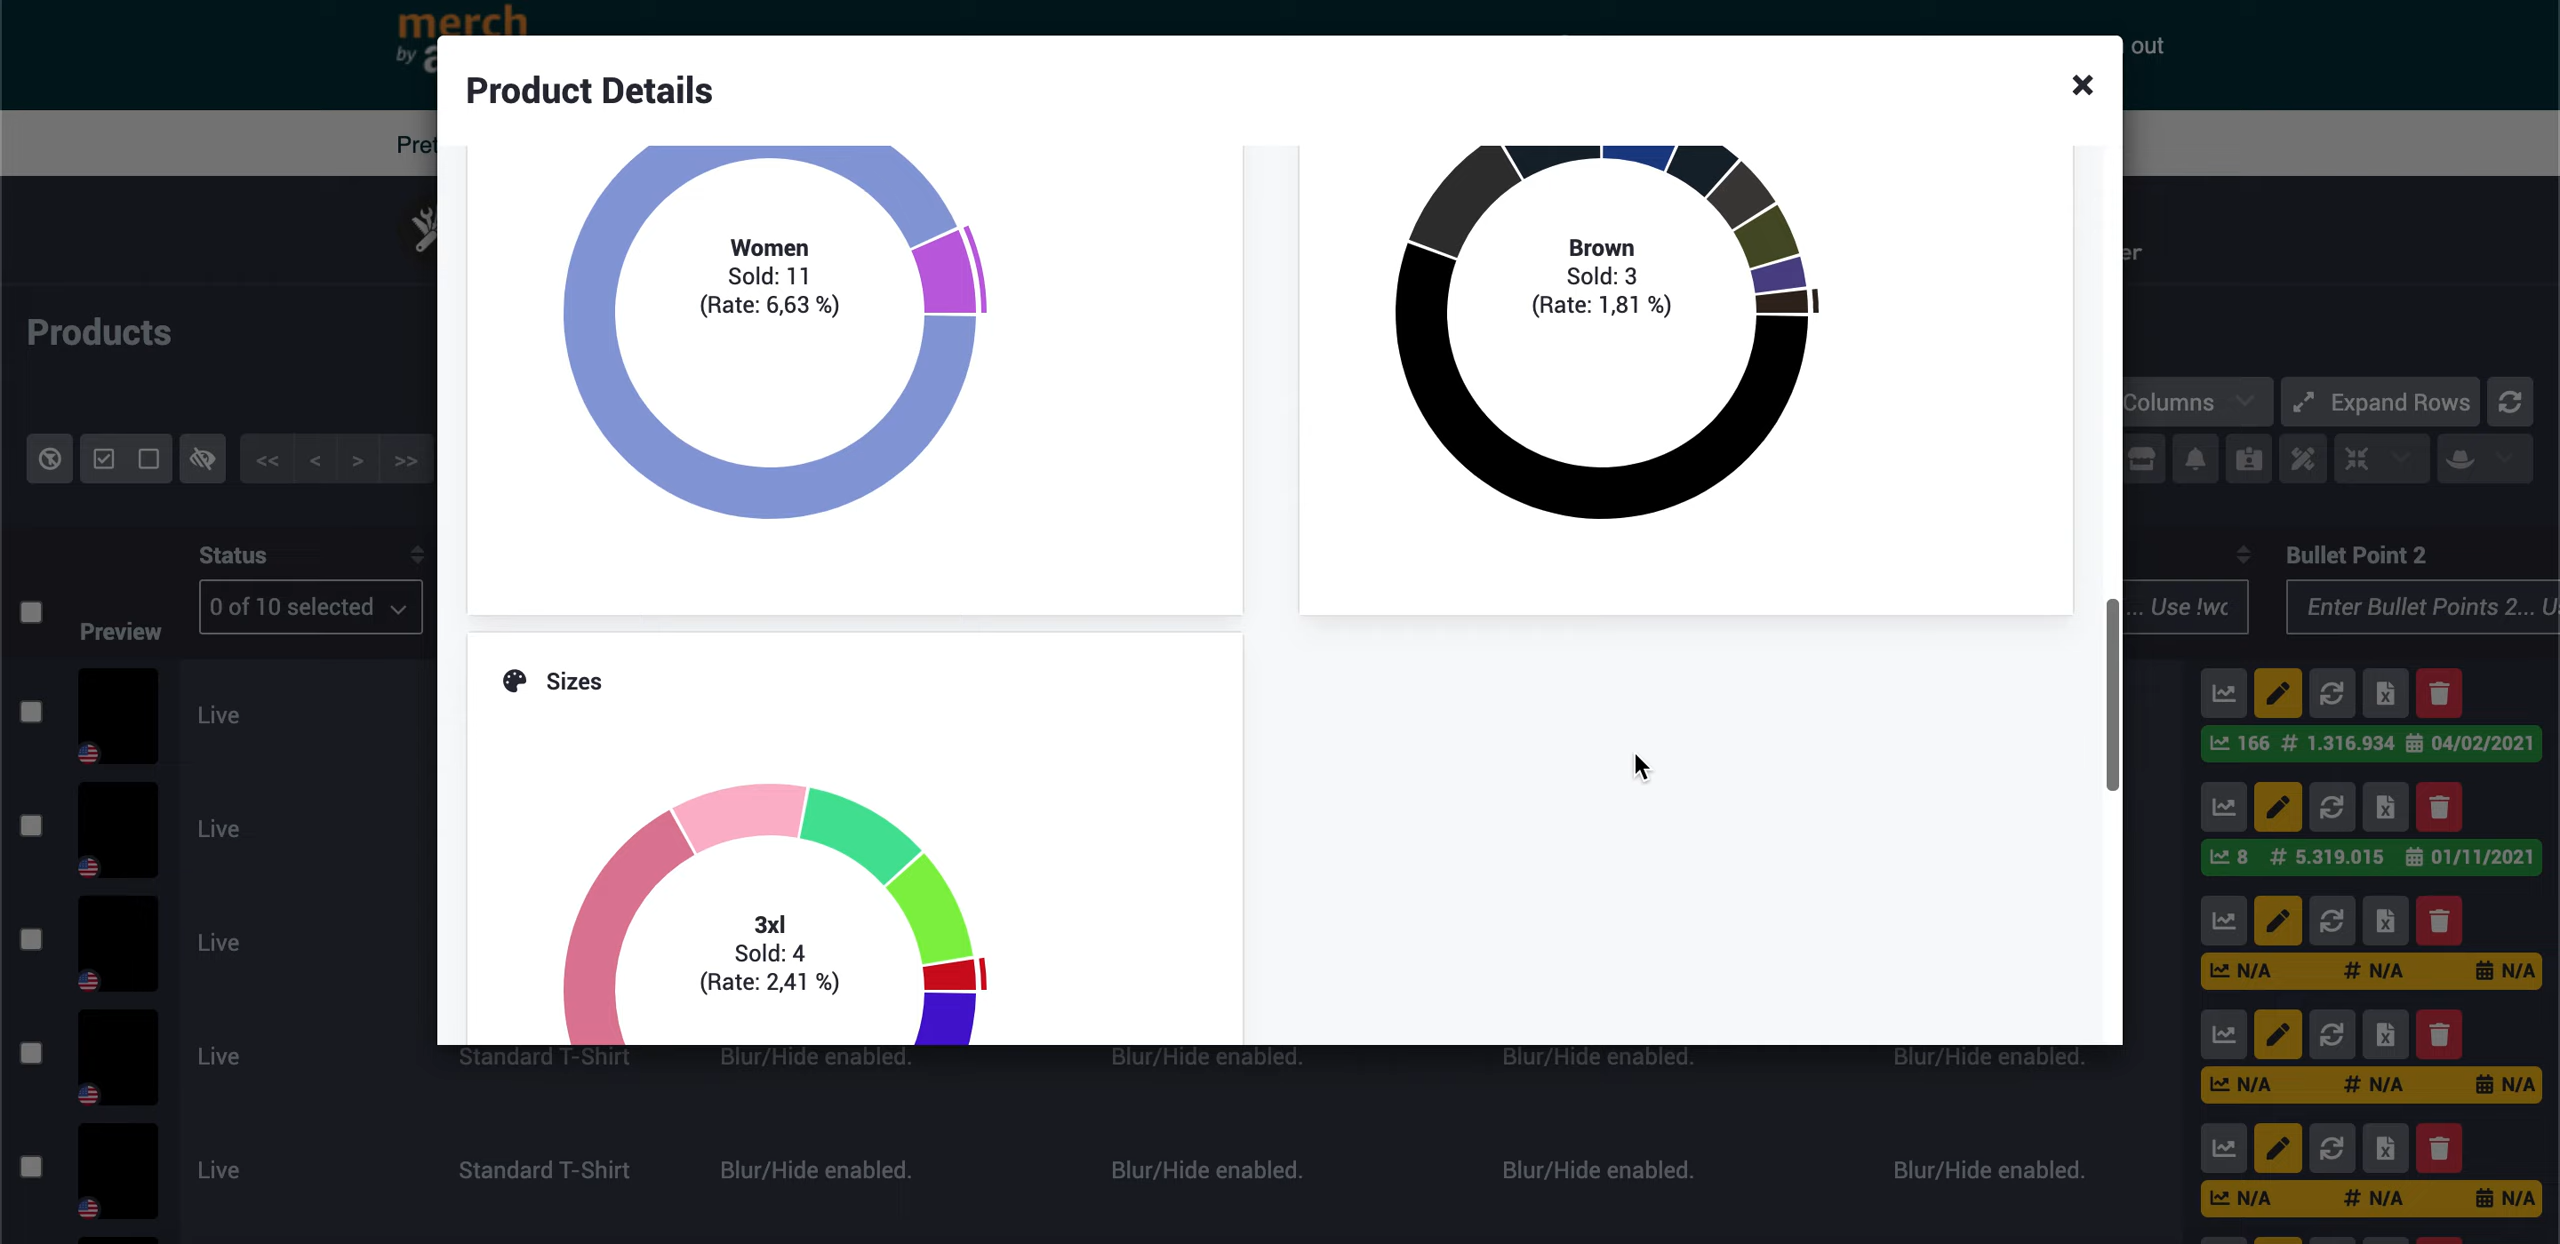 merch
by a
out
Product Details
Pret
Women
Sold: 11
(Rate: 6,63 %)
Brown
Sold: 3
(Rate: 1,81 %)
er
Products
Columns
Expand Rows
<< < > >>
Status
Bullet Point 2
0 of 10 selected
... Use !wc
Enter Bullet Points 2... U
Preview
Sizes
Live
166 # 1.316.934 04/02/2021
Live
8 # 5.319.015 01/11/2021
3xl
Sold: 4
(Rate: 2,41 %)
Live
N/A # N/A N/A
Live
Standard T-Shirt
Blur/Hide enabled.
Blur/Hide enabled.
Blur/Hide enabled.
Blur/Hide enabled.
N/A # N/A N/A
Live
Standard T-Shirt
Blur/Hide enabled.
Blur/Hide enabled.
Blur/Hide enabled.
Blur/Hide enabled.
N/A # N/A N/A